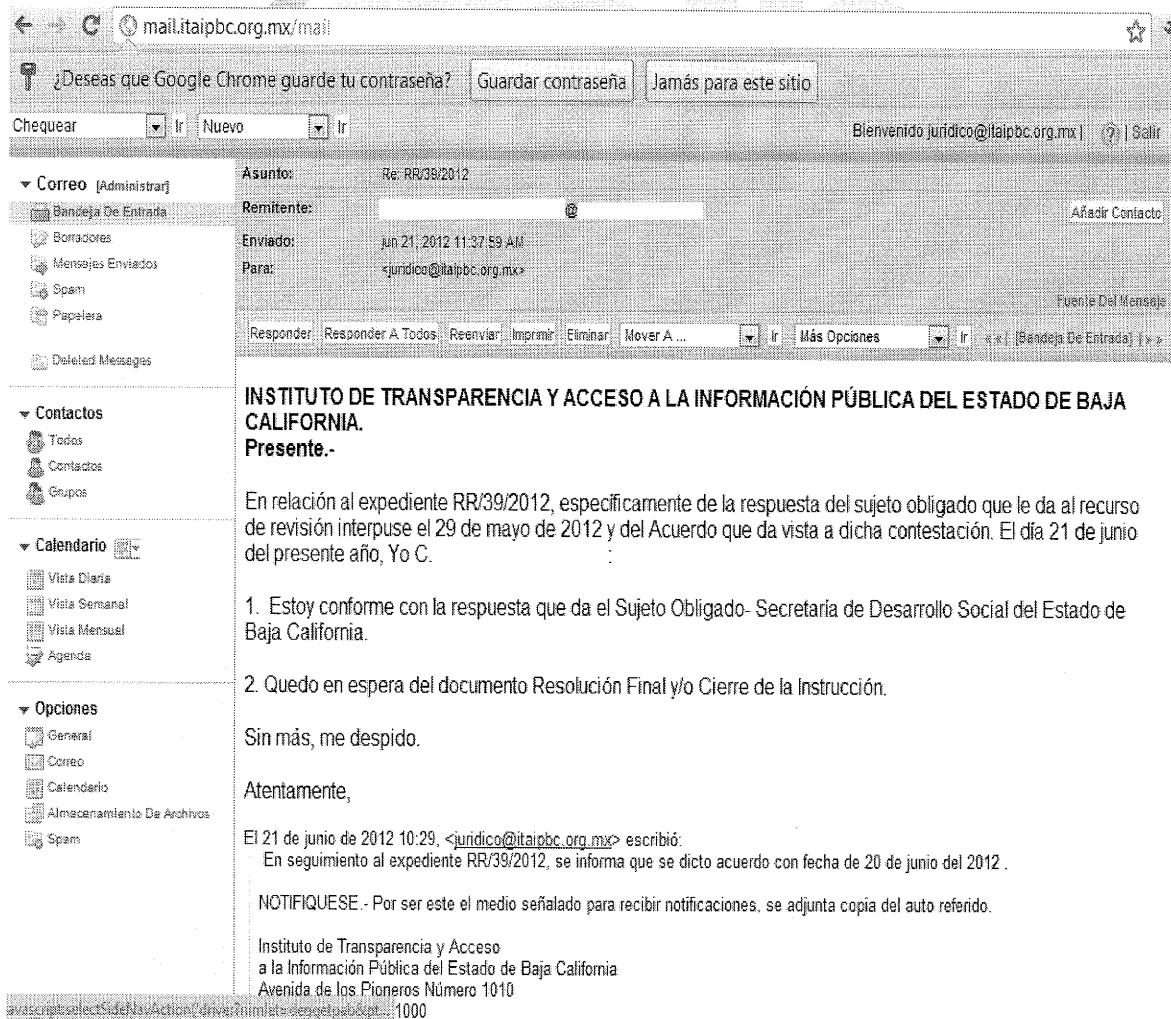 mail.itaipbc.org.mx/mail
¿Deseas que Google Chrome guarde tu contraseña? Guardar contraseña Jamás para este sitio
Chequear Ir Nuevo Ir Bienvenido juridico@itaipbc.org.mx | (?) | Salir
Correo [Administrar]
Bandeja De Entrada
Borradores
Mensajes Enviados
Spam
Papelera
Deleted Messages
Contactos
Todos
Contactos
Grupos
Calendario
Vista Diaria
Vista Semanal
Vista Mensual
Agenda
Opciones
General
Correo
Calendario
Almacenamiento De Archivos
Spam
Asunto: Re: RR/39/2012
Remitente: @ Añadir Contacto
Enviado: jun 21, 2012 11:37:59 AM
Para: <juridico@itaipbc.org.mx>
Fuente Del Mensaje
Responder Responder A Todos Reenviar Imprimir Eliminar Mover A ... Ir Más Opciones Ir « « | [Bandeja De Entrada] | » »
INSTITUTO DE TRANSPARENCIA Y ACCESO A LA INFORMACIÓN PÚBLICA DEL ESTADO DE BAJA
CALIFORNIA.
Presente.-
En relación al expediente RR/39/2012, específicamente de la respuesta del sujeto obligado que le da al recurso
de revisión interpuse el 29 de mayo de 2012 y del Acuerdo que da vista a dicha contestación. El día 21 de junio
del presente año, Yo C. :
1. Estoy conforme con la respuesta que da el Sujeto Obligado- Secretaría de Desarrollo Social del Estado de
Baja California.
2. Quedo en espera del documento Resolución Final y/o Cierre de la Instrucción.
Sin más, me despido.
Atentamente,
El 21 de junio de 2012 10:29, <juridico@itaipbc.org.mx> escribió:
En seguimiento al expediente RR/39/2012, se informa que se dicto acuerdo con fecha de 20 de junio del 2012 .
NOTIFIQUESE.- Por ser este el medio señalado para recibir notificaciones, se adjunta copia del auto referido.
Instituto de Transparencia y Acceso
a la Información Pública del Estado de Baja California
Avenida de los Pioneros Número 1010
1000